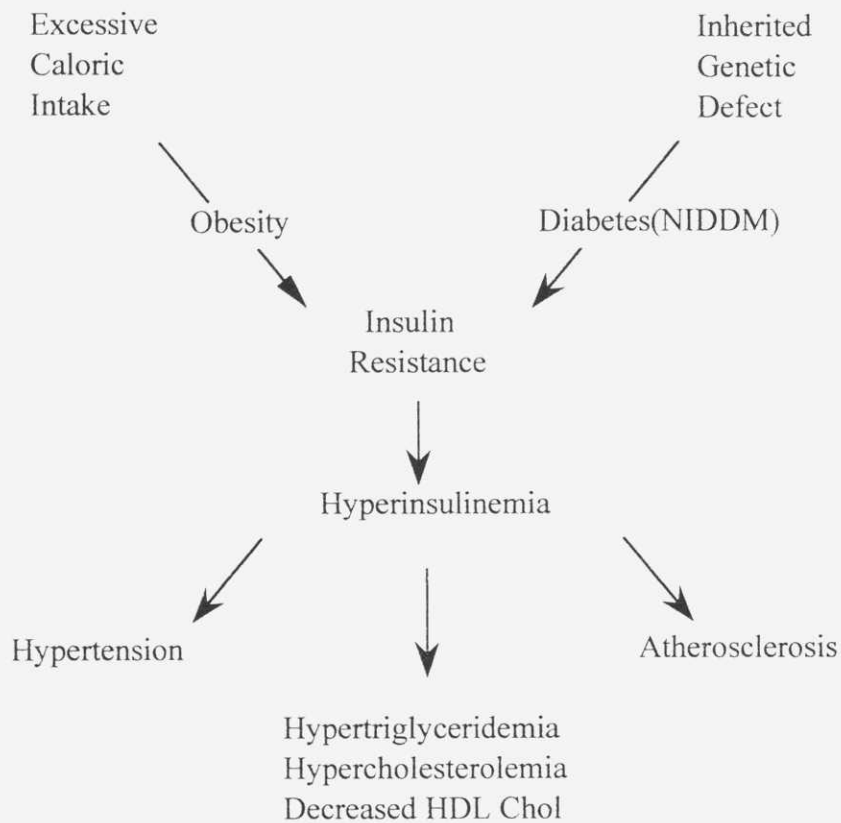 Excessive
Caloric
Intake
Inherited
Genetic
Defect
Obesity
Diabetes(NIDDM)
Insulin
Resistance
Hyperinsulinemia
Hypertension
Atherosclerosis
Hypertriglyceridemia
Hypercholesterolemia
Decreased HDL Chol